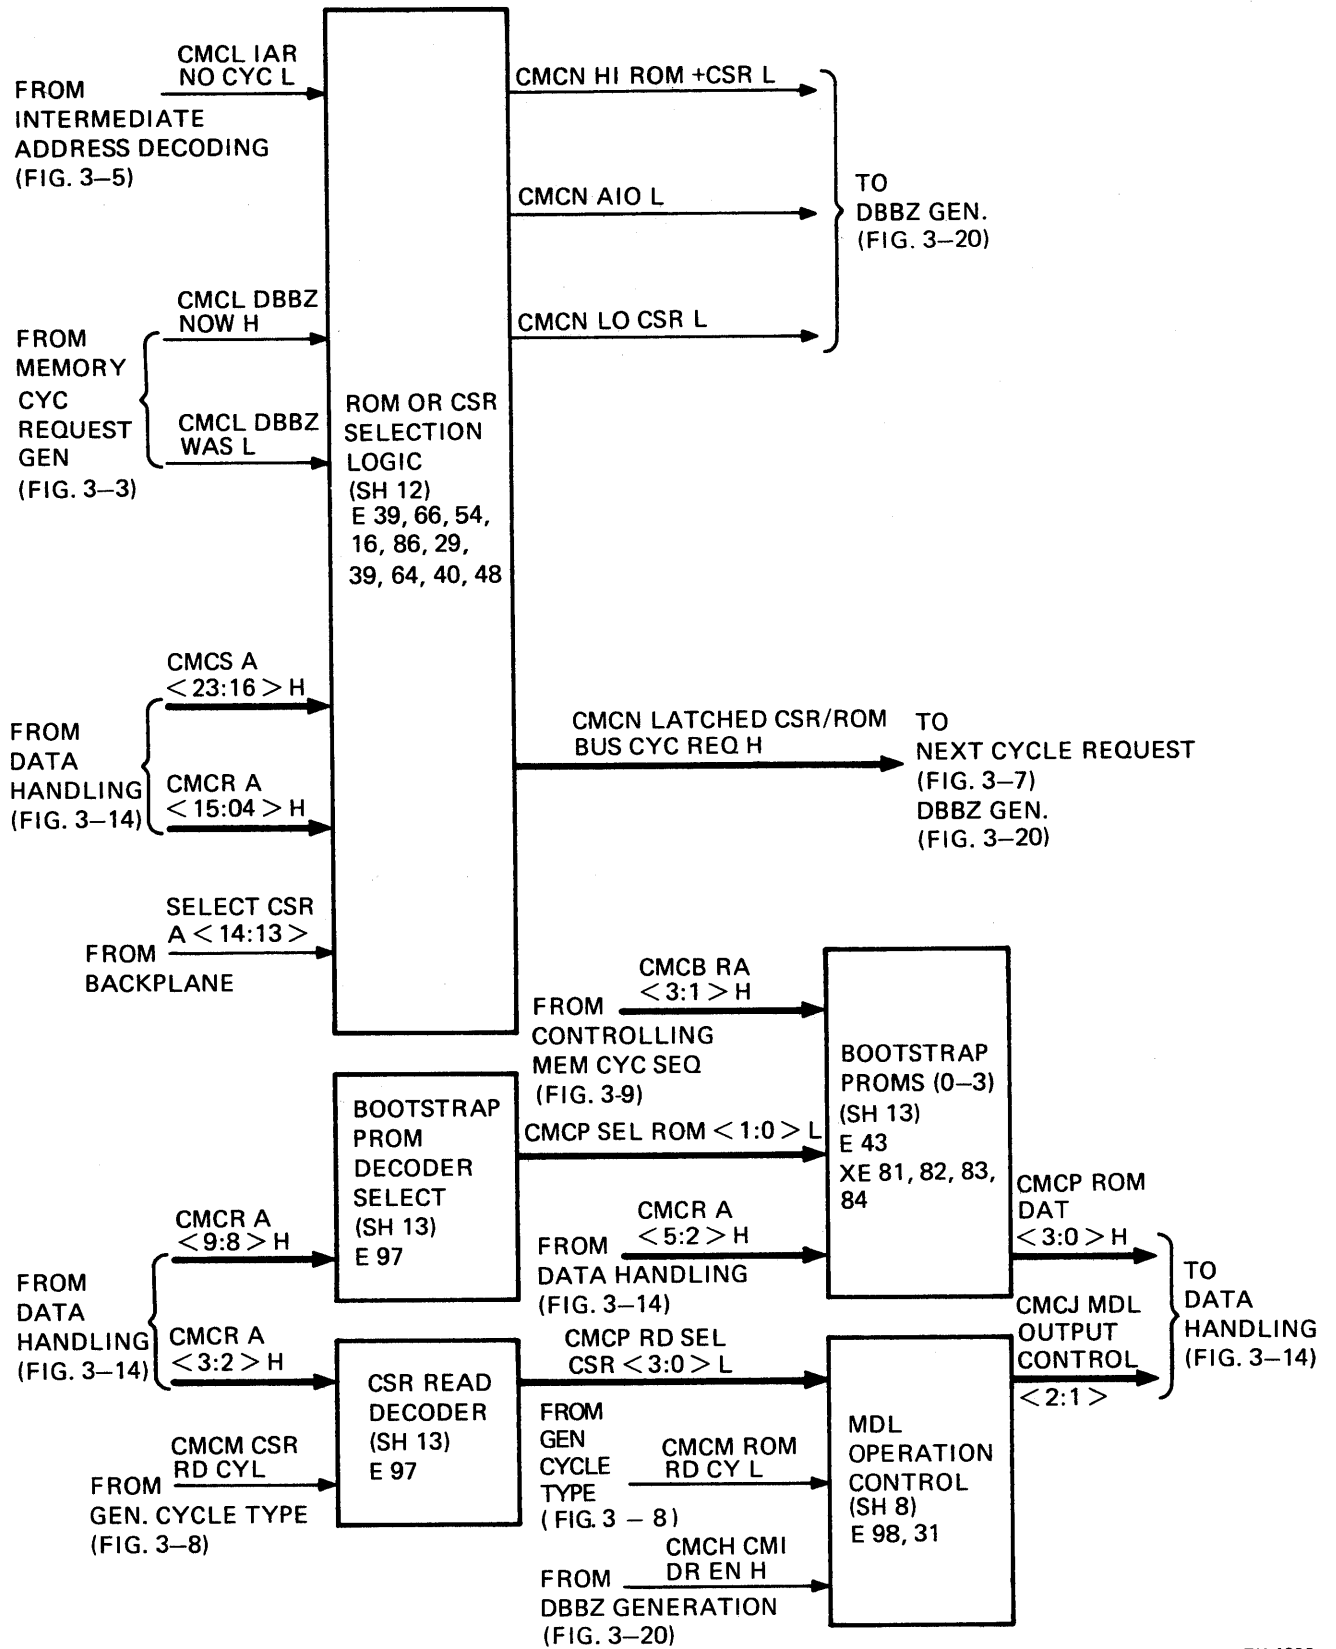 CMCL IAR
NO CYC L
FROM
INTERMEDIATE
ADDRESS DECODING
(FIG. 3–5)
CMCL DBBZ
NOW H
FROM
MEMORY
CYC
REQUEST
GEN
(FIG. 3–3)
CMCL DBBZ
WAS L
CMCS A
<23:16> H
FROM
DATA
HANDLING
(FIG. 3–14)
CMCR A
<15:04> H
SELECT CSR
A <14:13>
FROM
BACKPLANE
ROM OR CSR
SELECTION
LOGIC
(SH 12)
E 39, 66, 54,
16, 86, 29,
39, 64, 40, 48
CMCN HI ROM +CSR L
CMCN AIO L
CMCN LO CSR L
TO
DBBZ GEN.
(FIG. 3–20)
CMCN LATCHED CSR/ROM
BUS CYC REQ H
TO
NEXT CYCLE REQUEST
(FIG. 3–7)
DBBZ GEN.
(FIG. 3–20)
CMCB RA
<3:1> H
FROM
CONTROLLING
MEM CYC SEQ
(FIG. 3-9)
BOOTSTRAP
PROM
DECODER
SELECT
(SH 13)
E 97
CMCP SEL ROM <1:0> L
CMCR A
<5:2> H
FROM
DATA HANDLING
(FIG. 3–14)
BOOTSTRAP
PROMS (0–3)
(SH 13)
E 43
XE 81, 82, 83,
84
CMCP ROM
DAT
<3:0> H
CMCR A
<9:8> H
FROM
DATA
HANDLING
(FIG. 3–14)
CMCR A
<3:2> H
CMCM CSR
RD CYL
FROM
GEN. CYCLE TYPE
(FIG. 3–8)
CSR READ
DECODER
(SH 13)
E 97
CMCP RD SEL
CSR <3:0> L
FROM
GEN
CYCLE
TYPE
(FIG. 3 – 8)
CMCM ROM
RD CY L
CMCH CMI
DR EN H
FROM
DBBZ GENERATION
(FIG. 3–20)
MDL
OPERATION
CONTROL
(SH 8)
E 98, 31
CMCJ MDL
OUTPUT
CONTROL
<2:1>
TO
DATA
HANDLING
(FIG. 3–14)